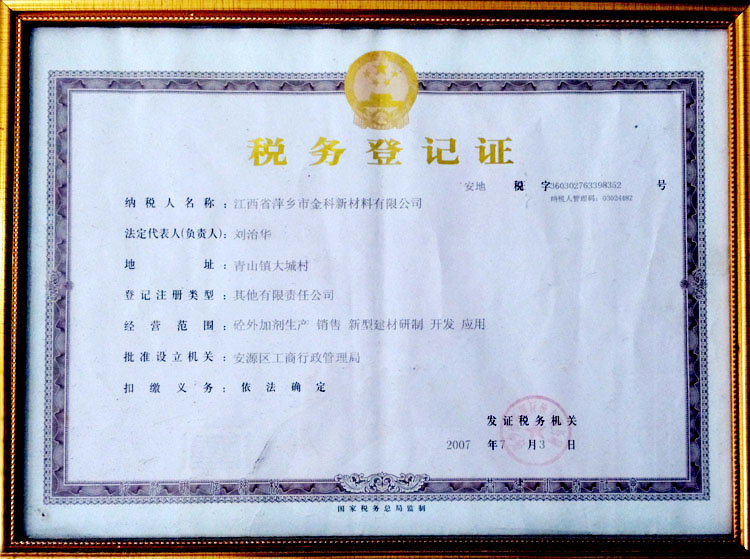 税务登记证
安地 税 字360302763398352 号
纳税人管理码：03024482
纳税人名称：江西省萍乡市金科新材料有限公司
法定代表人(负责人)：刘治华
地址：青山镇大城村
登记注册类型：其他有限责任公司
经营范围：砼外加剂生产 销售 新型建材研制 开发 应用
批准设立机关：安源区工商行政管理局
扣缴义务：依法确定
发证税务机关
2007 年7 月3 日
国家税务总局监制